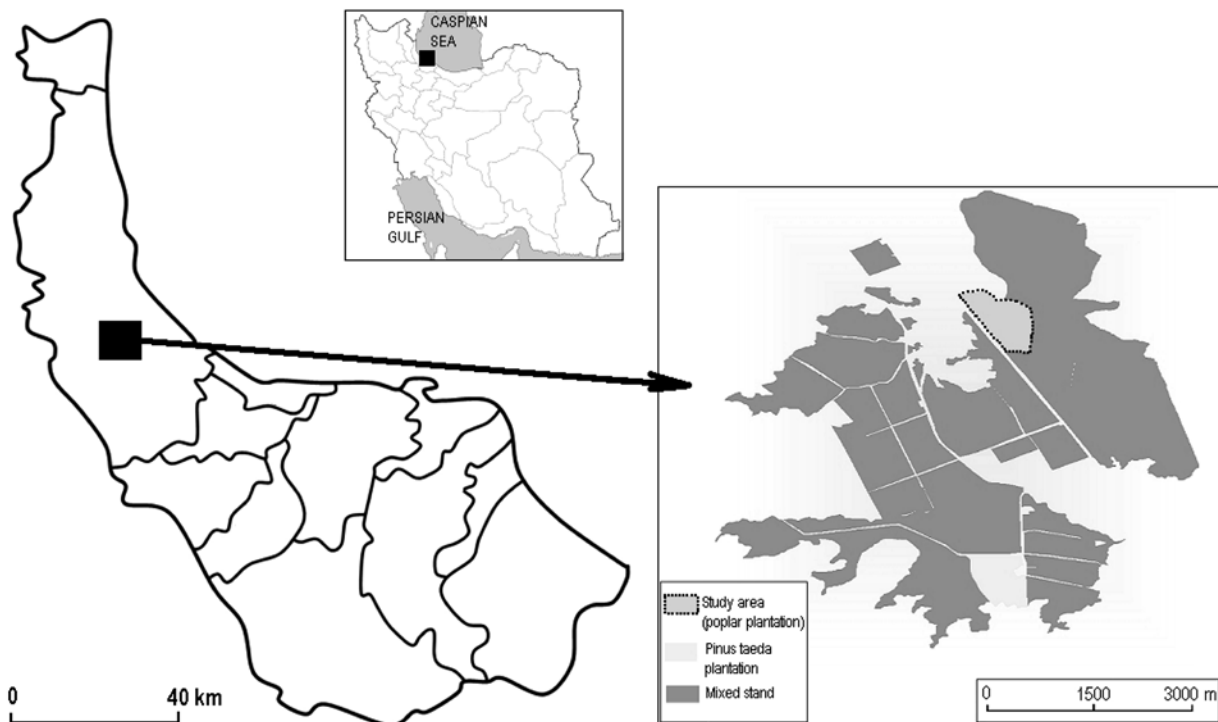 CASPIAN
SEA
PERSIAN
GULF
0 40 km
Study area
(poplar plantation)
Pinus taeda
plantation
Mixed stand
0 1500 3000 m